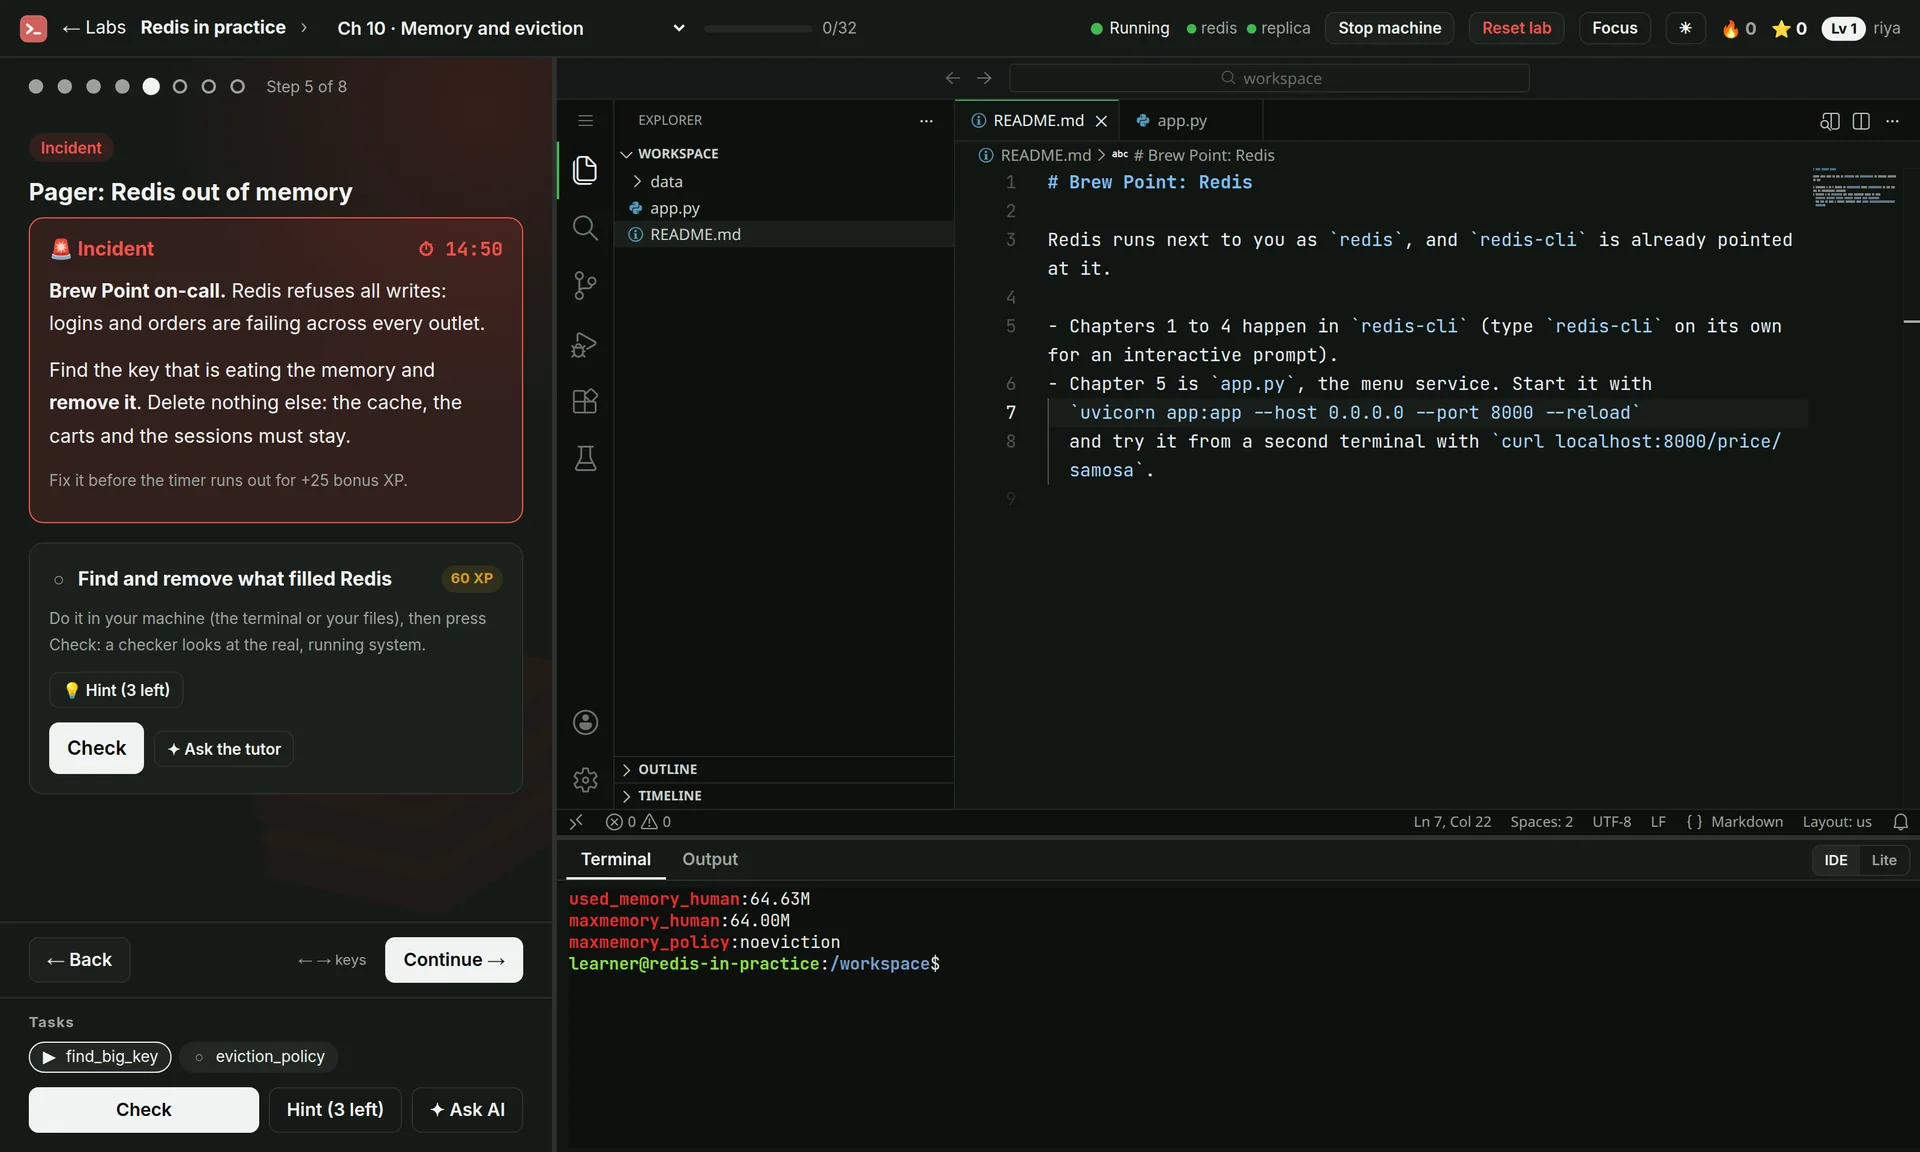 ← Labs Redis in practice › Ch 10 · Memory and eviction 0/32 Running redis replica Stop machine Reset lab Focus 0 0 Lv 1 riya
Step 5 of 8
Incident
Pager: Redis out of memory
Incident 14:50
Brew Point on-call. Redis refuses all writes:
logins and orders are failing across every outlet.
Find the key that is eating the memory and
remove it. Delete nothing else: the cache, the
carts and the sessions must stay.
Fix it before the timer runs out for +25 bonus XP.
Find and remove what filled Redis 60 XP
Do it in your machine (the terminal or your files), then press
Check: a checker looks at the real, running system.
Hint (3 left)
Check Ask the tutor
← Back ← → keys Continue →
Tasks
find_big_key eviction_policy
Check Hint (3 left) Ask AI
workspace
EXPLORER
WORKSPACE
data
app.py
README.md
OUTLINE
TIMELINE
README.md app.py
README.md › abc # Brew Point: Redis
1 # Brew Point: Redis
2
3 Redis runs next to you as `redis`, and `redis-cli` is already pointed
at it.
4
5 - Chapters 1 to 4 happen in `redis-cli` (type `redis-cli` on its own
for an interactive prompt).
6 - Chapter 5 is `app.py`, the menu service. Start it with
7 `uvicorn app:app --host 0.0.0.0 --port 8000 --reload`
8 and try it from a second terminal with `curl localhost:8000/price/
samosa`.
9
0 0 Ln 7, Col 22 Spaces: 2 UTF-8 LF { } Markdown Layout: us
Terminal Output IDE Lite
used_memory_human:64.63M
maxmemory_human:64.00M
maxmemory_policy:noeviction
learner@redis-in-practice:/workspace$